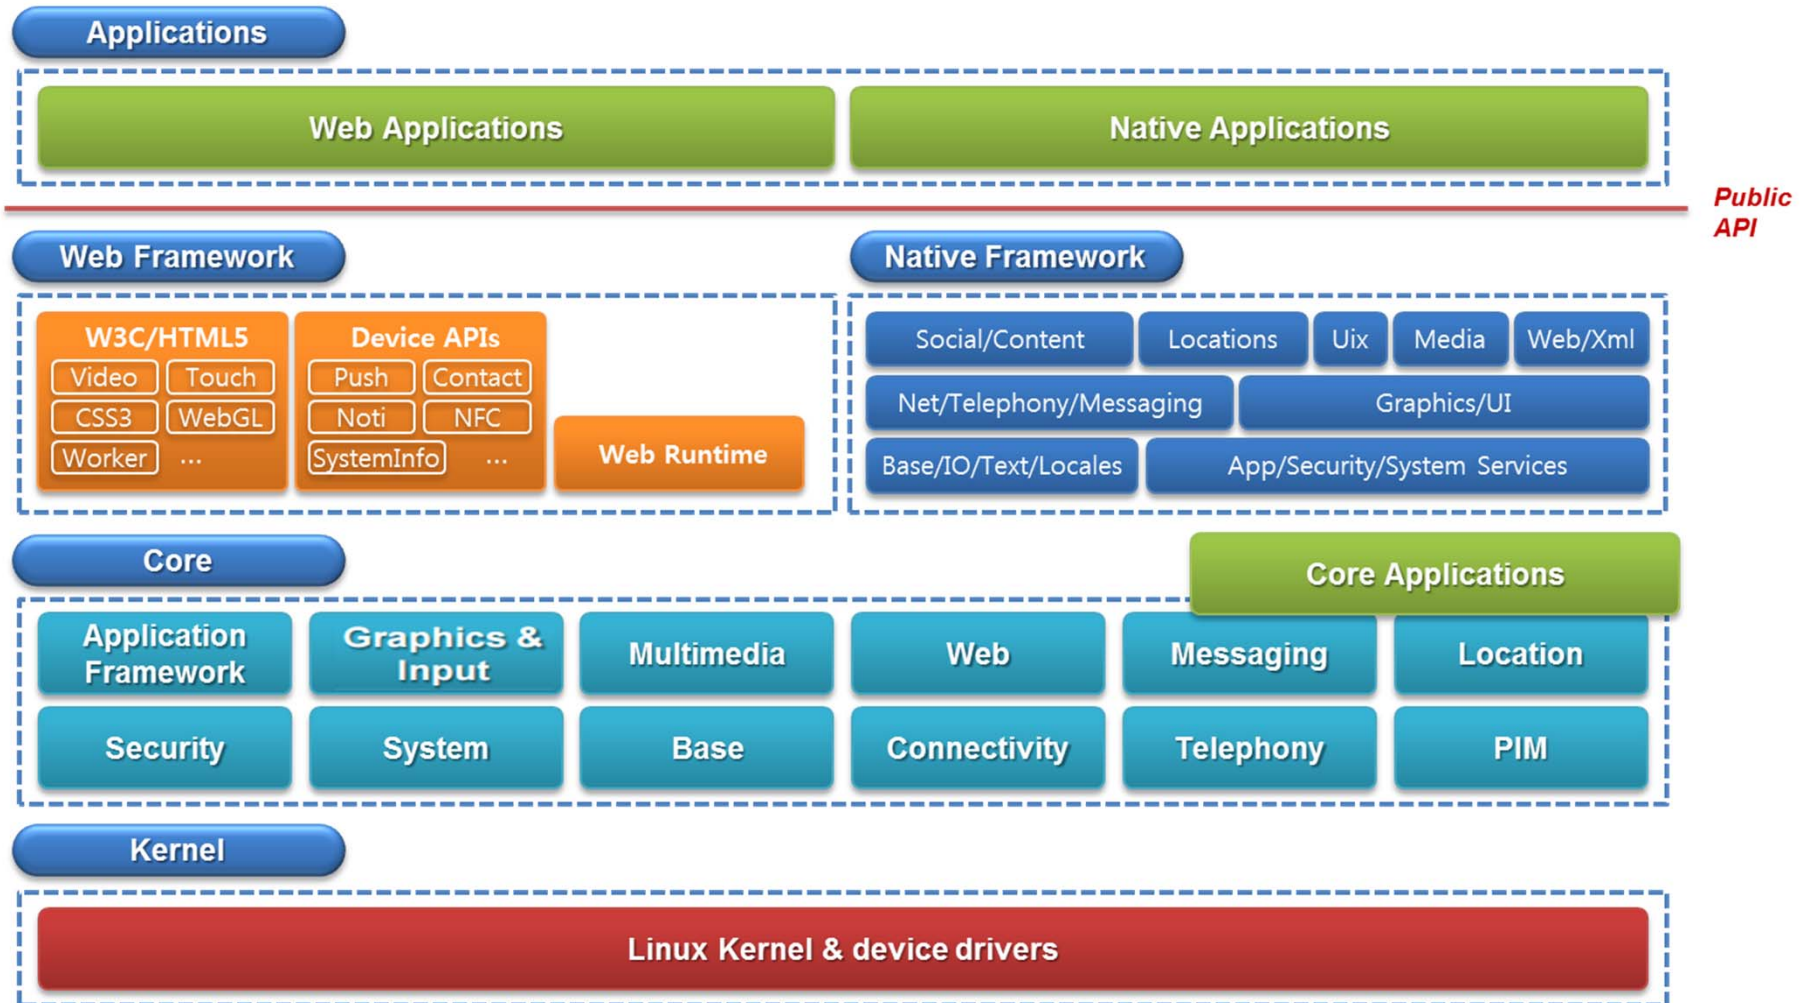 Applications
Web Applications
Native Applications
Public
API
Web Framework
Native Framework
W3C/HTML5
Video
Touch
CSS3
WebGL
Worker
...
Device APIs
Push
Contact
Noti
NFC
SystemInfo
...
Web Runtime
Social/Content
Locations
Uix
Media
Web/Xml
Net/Telephony/Messaging
Graphics/UI
Base/IO/Text/Locales
App/Security/System Services
Core
Core Applications
Application
Framework
Graphics &
Input
Multimedia
Web
Messaging
Location
Security
System
Base
Connectivity
Telephony
PIM
Kernel
Linux Kernel & device drivers